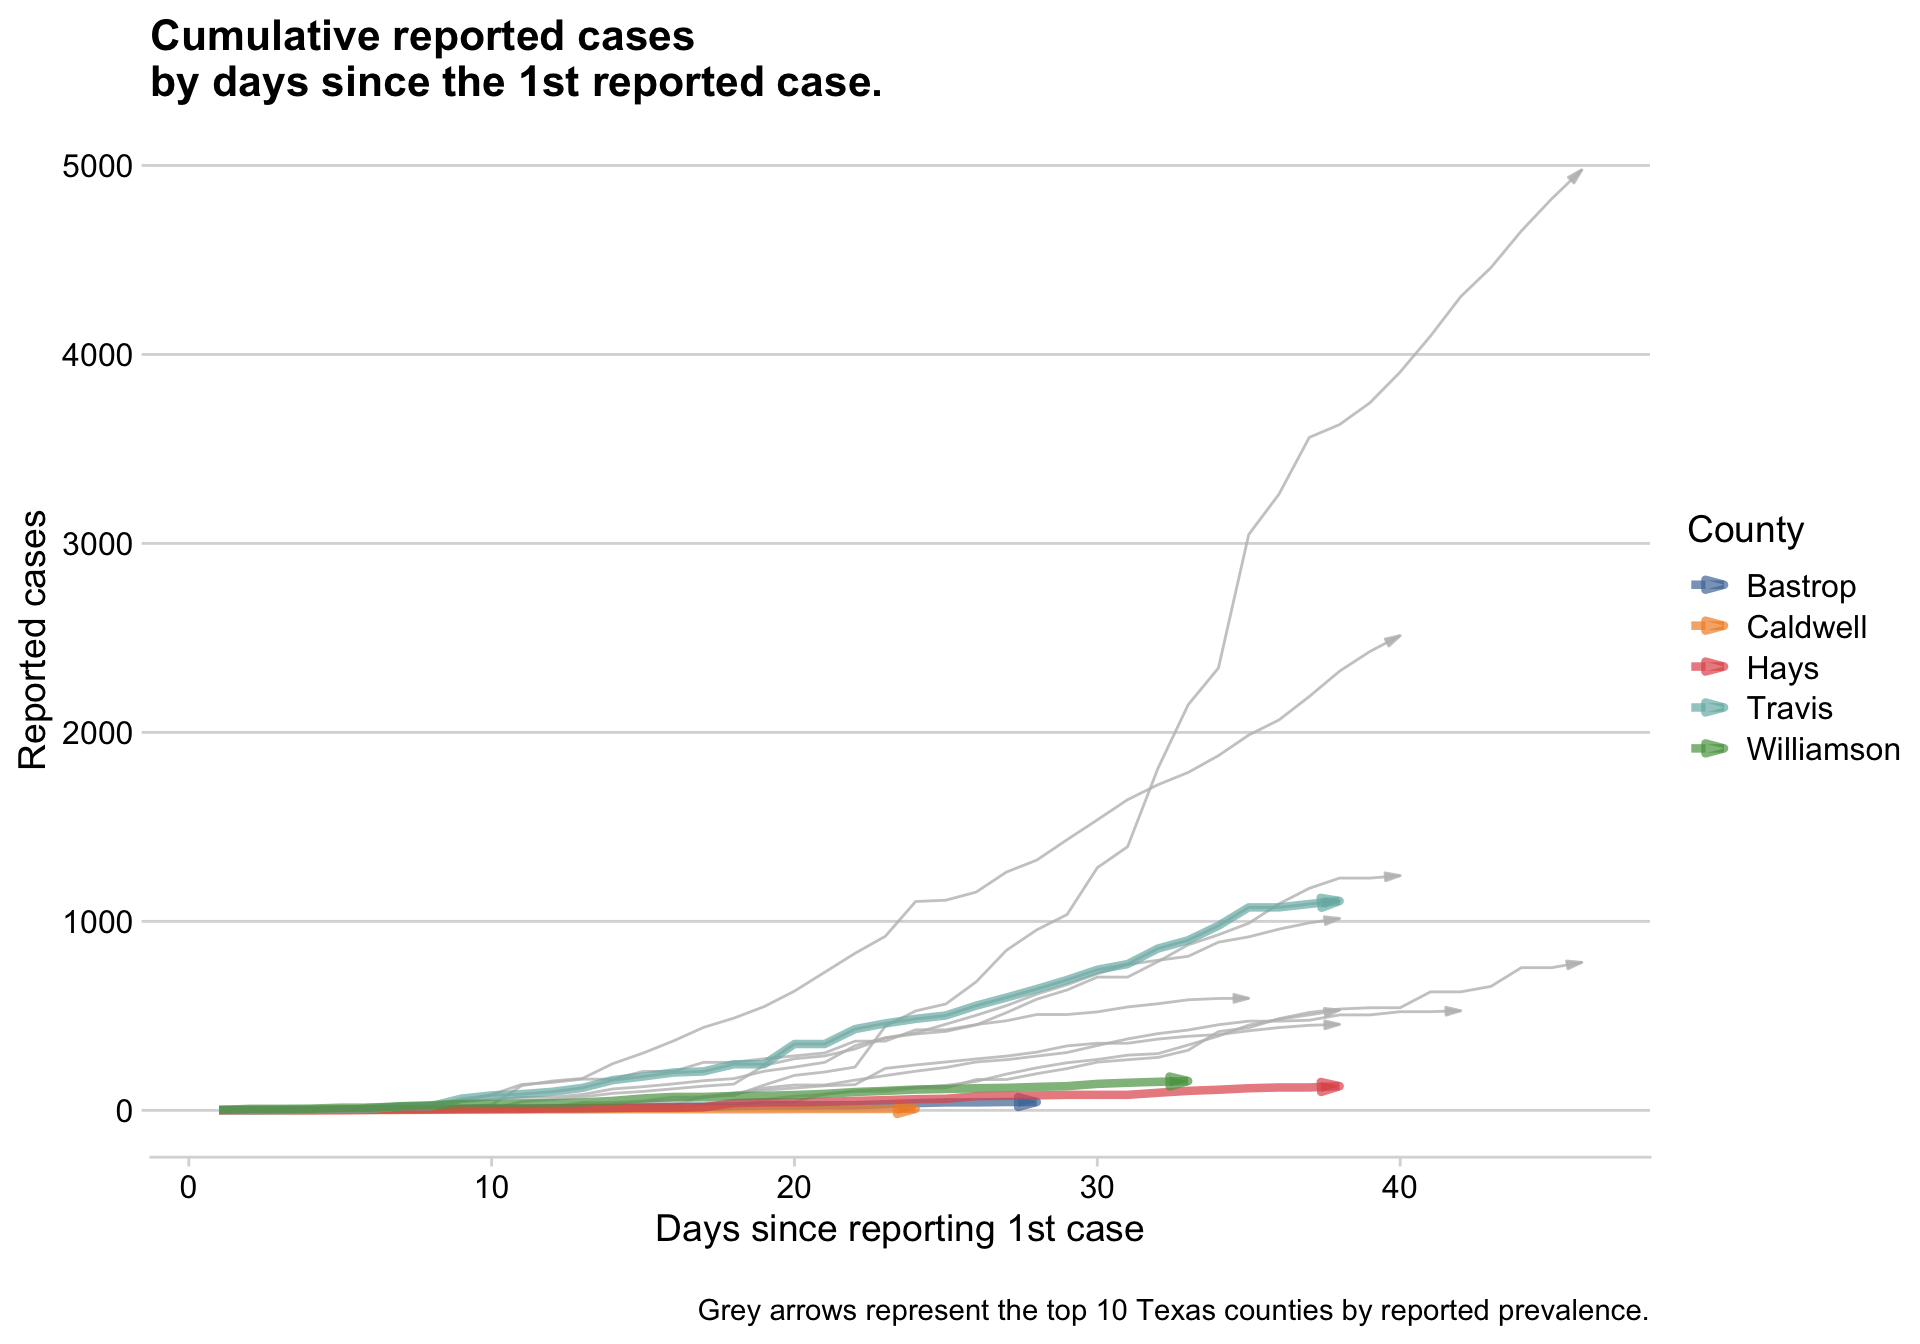 Cumulative reported cases
by days since the 1st reported case.
5000
4000
3000
2000
1000
0
Reported cases
0 10 20 30 40
Days since reporting 1st case
County
Bastrop
Caldwell
Hays
Travis
Williamson
Grey arrows represent the top 10 Texas counties by reported prevalence.